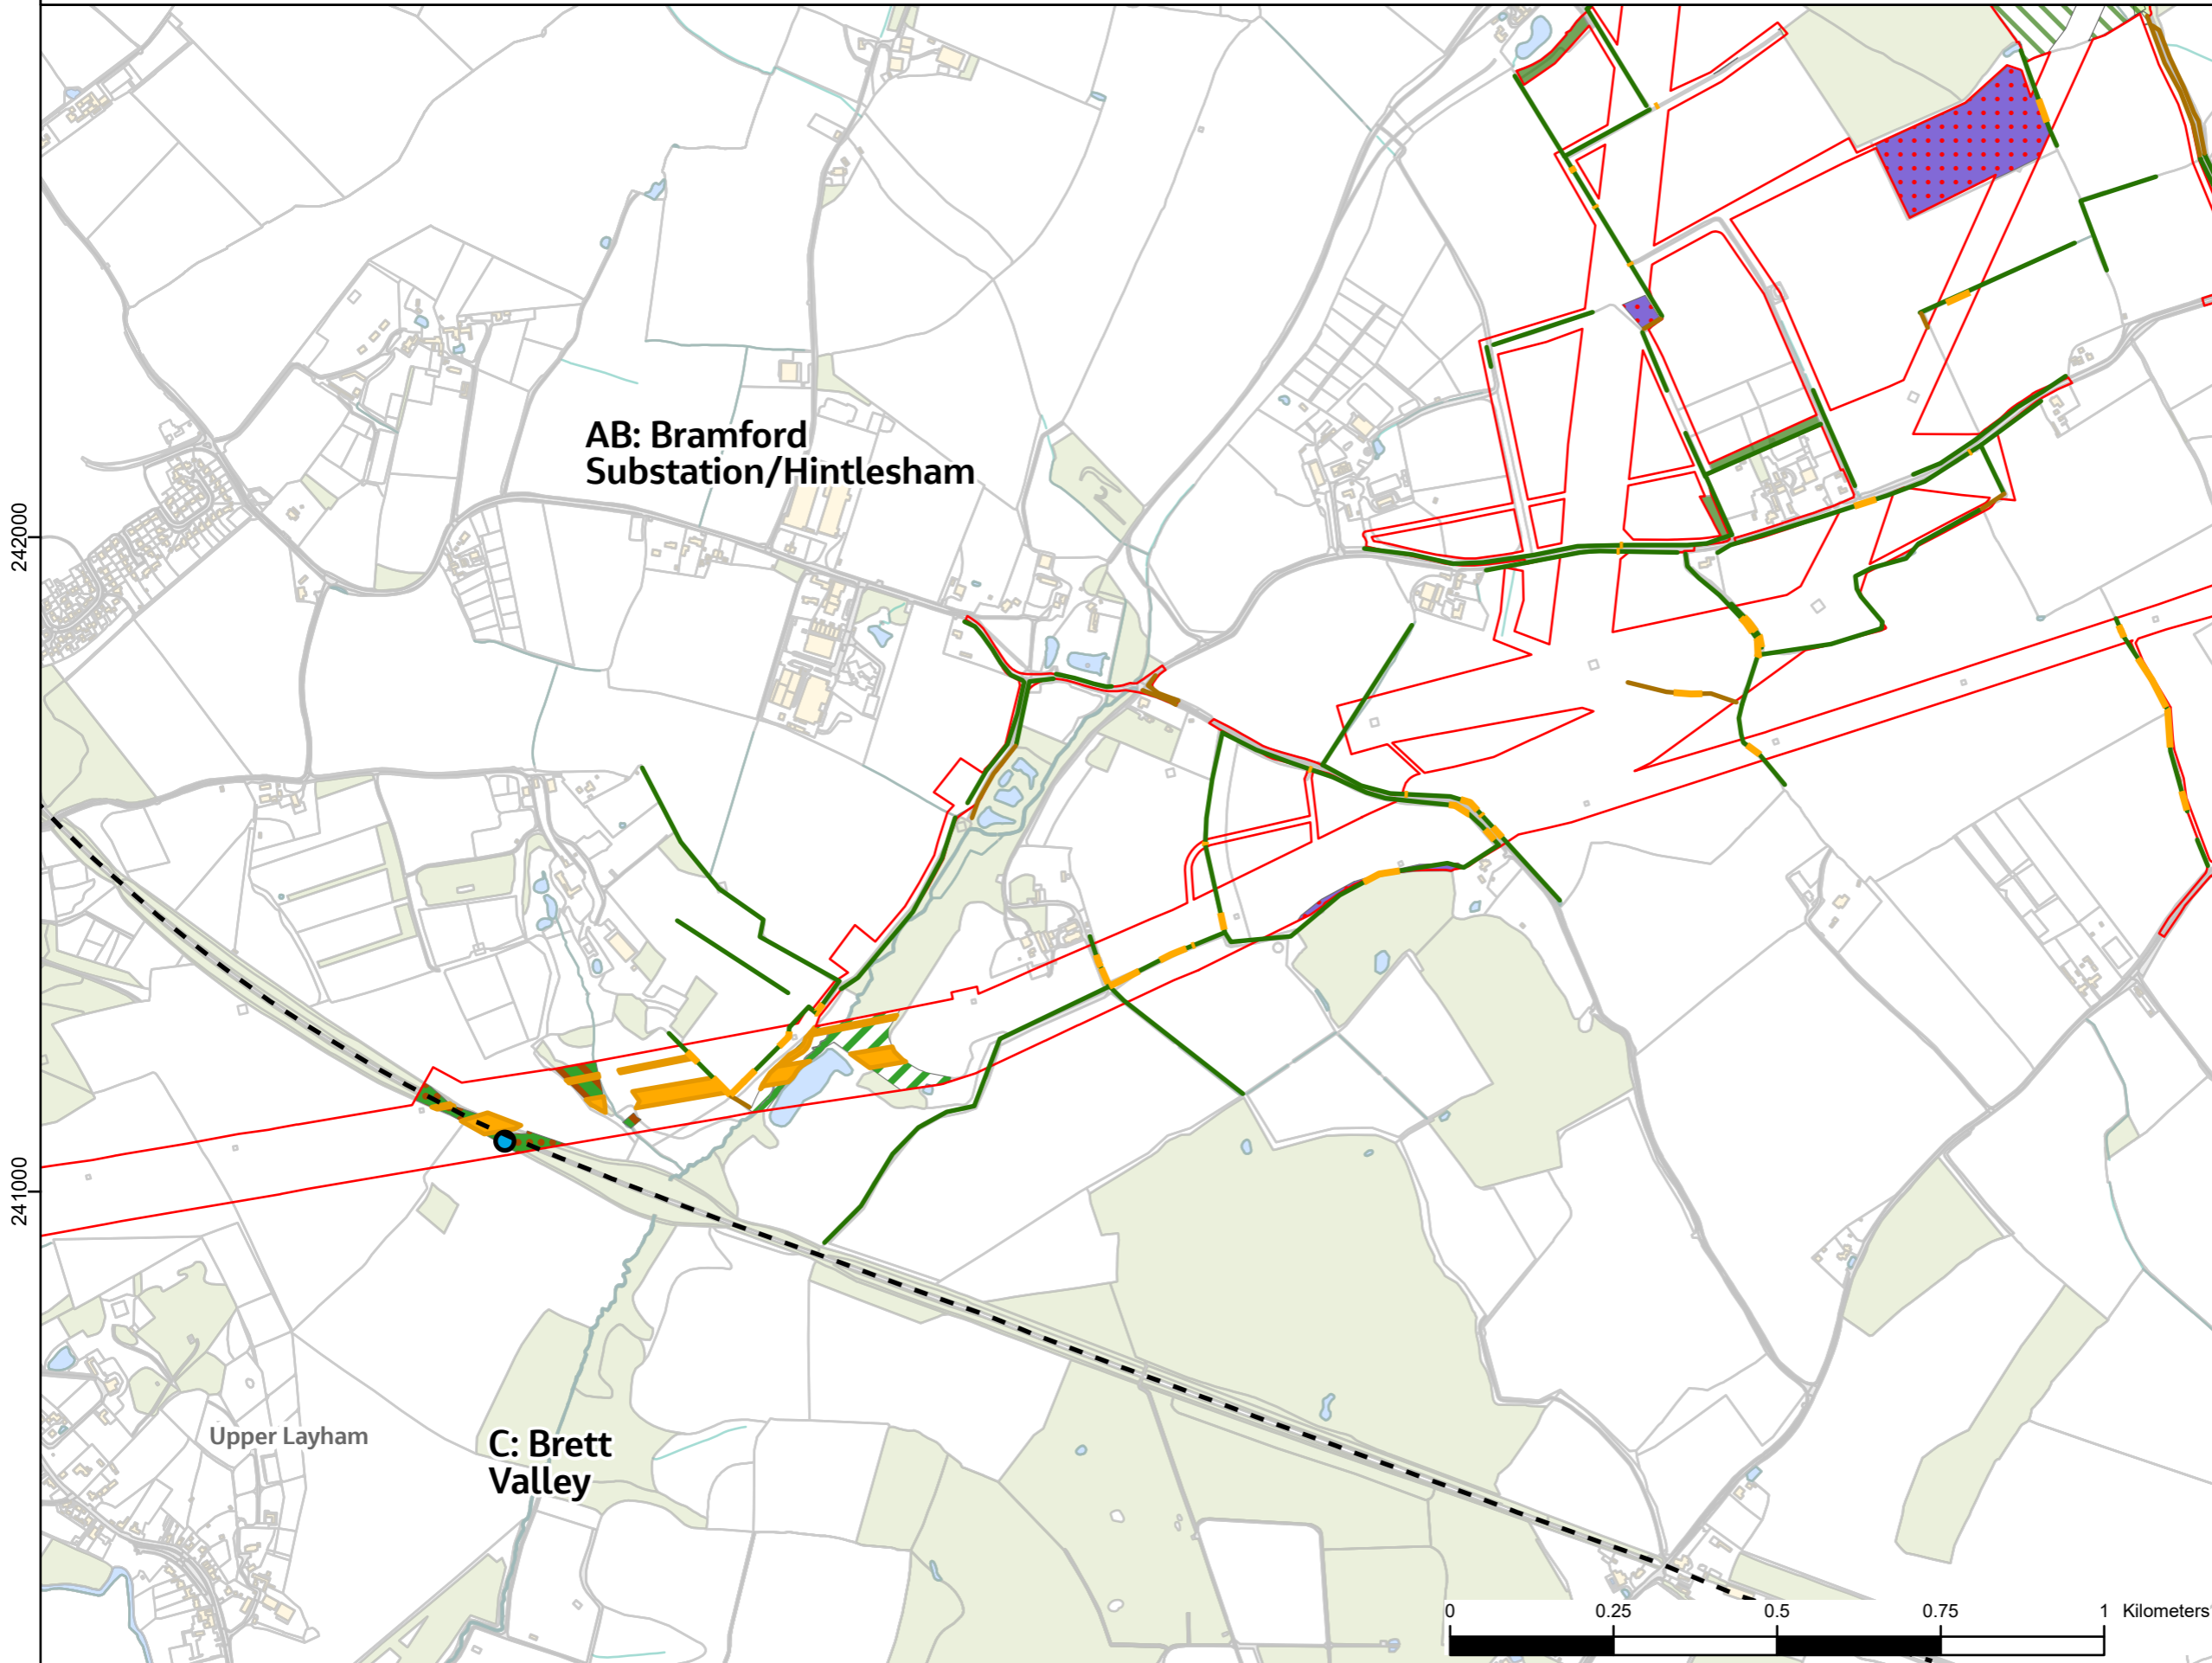 AB: Bramford
Substation/Hintlesham
242000
241000
Upper Layham
C: Brett
Valley
0 0.25 0.5 0.75 1 Kilometers